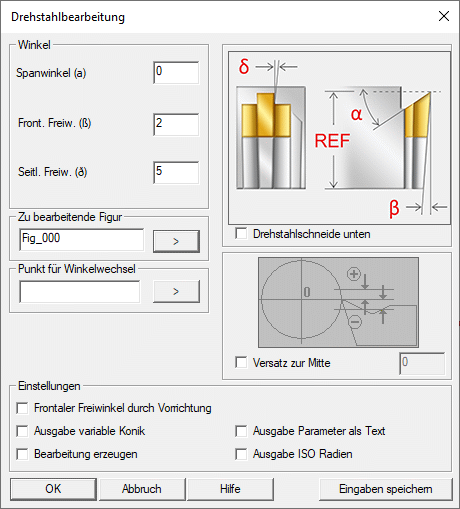 Drehstahlbearbeitung
Winkel
Spanwinkel (a)
0
Front. Freiw. (ß)
2
Seitl. Freiw. (ð)
5
δ
α
REF
β
Drehstahlschneide unten
Zu bearbeitende Figur
Fig_000
>
Punkt für Winkelwechsel
>
0
Versatz zur Mitte
0
Einstellungen
Frontaler Freiwinkel durch Vorrichtung
Ausgabe variable Konik
Ausgabe Parameter als Text
Bearbeitung erzeugen
Ausgabe ISO Radien
OK
Abbruch
Hilfe
Eingaben speichern